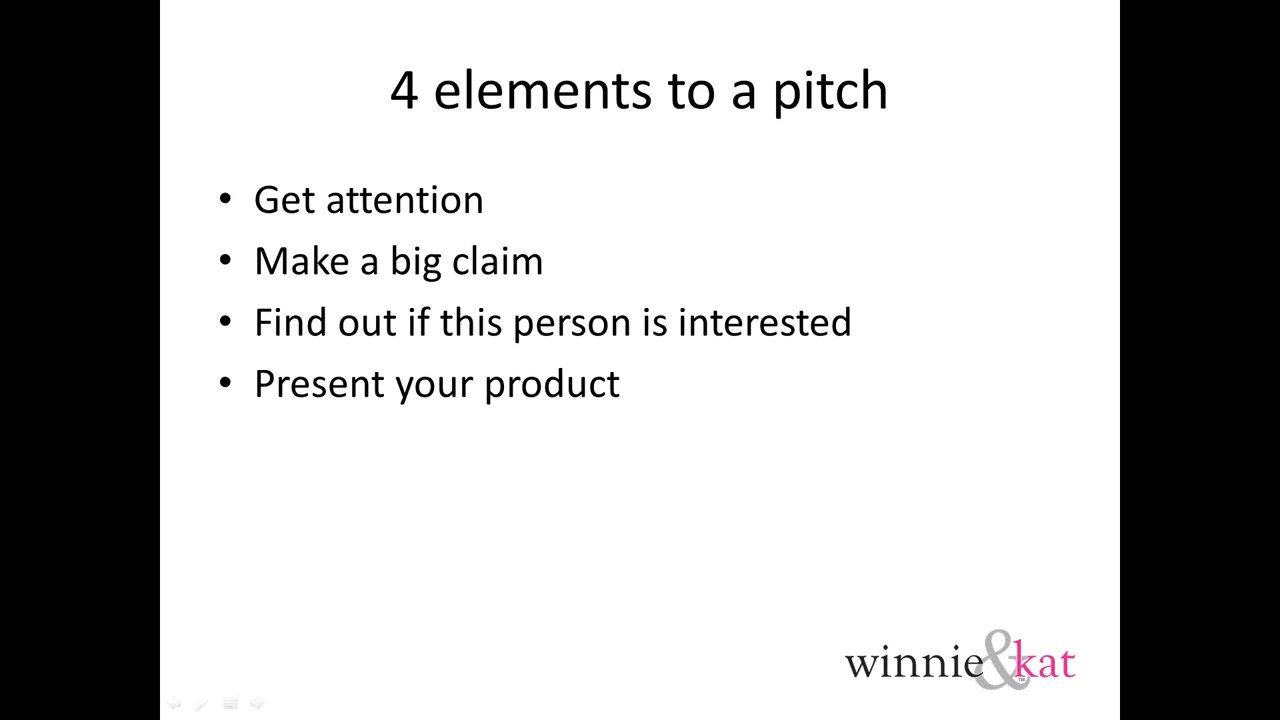 4 elements to a pitch
• Get attention
• Make a big claim
• Find out if this person is interested
• Present your product
winnie&kat
TM